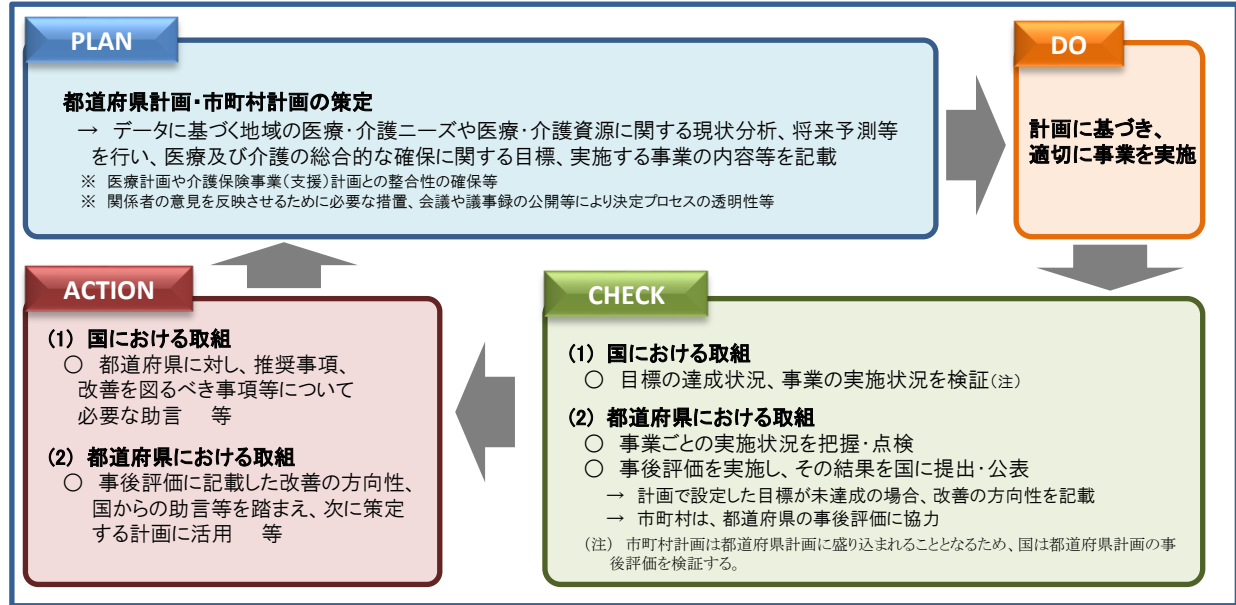 PLAN
都道府県計画・市町村計画の策定
→ データに基づく地域の医療・介護ニーズや医療・介護資源に関する現状分析、将来予測等
を行い、医療及び介護の総合的な確保に関する目標、実施する事業の内容等を記載
※ 医療計画や介護保険事業（支援）計画との整合性の確保等
※ 関係者の意見を反映させるために必要な措置、会議や議事録の公開等により決定プロセスの透明性等
DO
計画に基づき、
適切に事業を実施
CHECK
(1) 国における取組
○ 目標の達成状況、事業の実施状況を検証（注）
(2) 都道府県における取組
○ 事業ごとの実施状況を把握・点検
○ 事後評価を実施し、その結果を国に提出・公表
→ 計画で設定した目標が未達成の場合、改善の方向性を記載
→ 市町村は、都道府県の事後評価に協力
（注） 市町村計画は都道府県計画に盛り込まれることとなるため、国は都道府県計画の事
後評価を検証する。
ACTION
(1) 国における取組
○ 都道府県に対し、推奨事項、
改善を図るべき事項等について
必要な助言 等
(2) 都道府県における取組
○ 事後評価に記載した改善の方向性、
国からの助言等を踏まえ、次に策定
する計画に活用 等